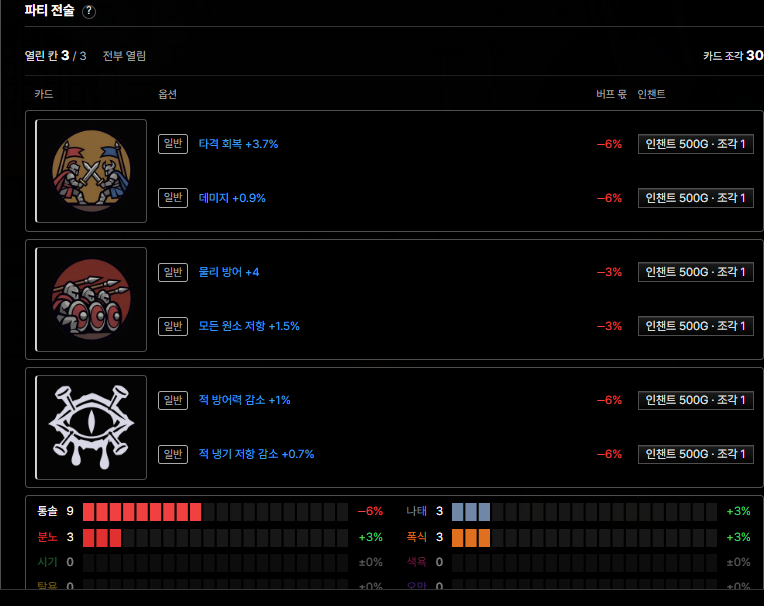 파티 전술 ?
열린 칸 3 / 3 전부 열림 카드 조각 30
카드 옵션 버프 몫 인챈트
일반 타격 회복 +3.7% −6% 인챈트 500G · 조각 1
일반 데미지 +0.9% −6% 인챈트 500G · 조각 1
일반 물리 방어 +4 −3% 인챈트 500G · 조각 1
일반 모든 원소 저항 +1.5% −3% 인챈트 500G · 조각 1
일반 적 방어력 감소 +1% −6% 인챈트 500G · 조각 1
일반 적 냉기 저항 감소 +0.7% −6% 인챈트 500G · 조각 1
통솔 9 −6% 나태 3 +3%
분노 3 +3% 폭식 3 +3%
시기 0 ±0% 색욕 0 ±0%
탐욕 0 ±0% 오만 0 ±0%